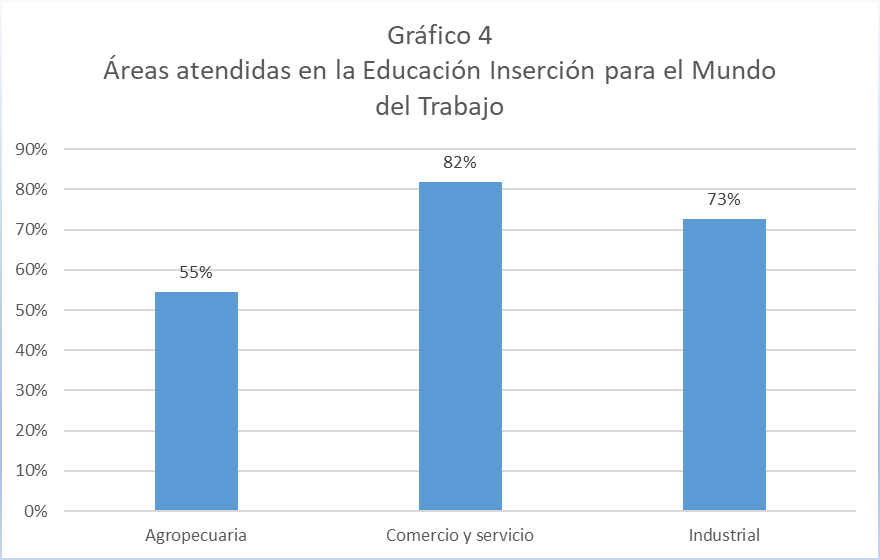 Gráfico 4
Áreas atendidas en la Educación Inserción para el Mundo
del Trabajo
90%
80%
70%
60%
50%
40%
30%
20%
10%
0%
55%
82%
73%
Agropecuaria
Comercio y servicio
Industrial